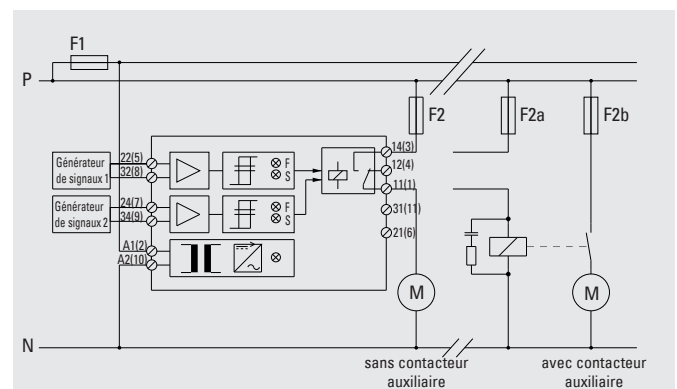 F1
P
F2
F2a
F2b
14(3)
12(4)
11(1)
31(11)
21(6)
Générateur
de signaux 1
22(5)
32(8)
F
S
Générateur
de signaux 2
24(7)
34(9)
F
S
A1(2)
A2(10)
M
M
N
sans contacteur
auxiliaire
avec contacteur
auxiliaire